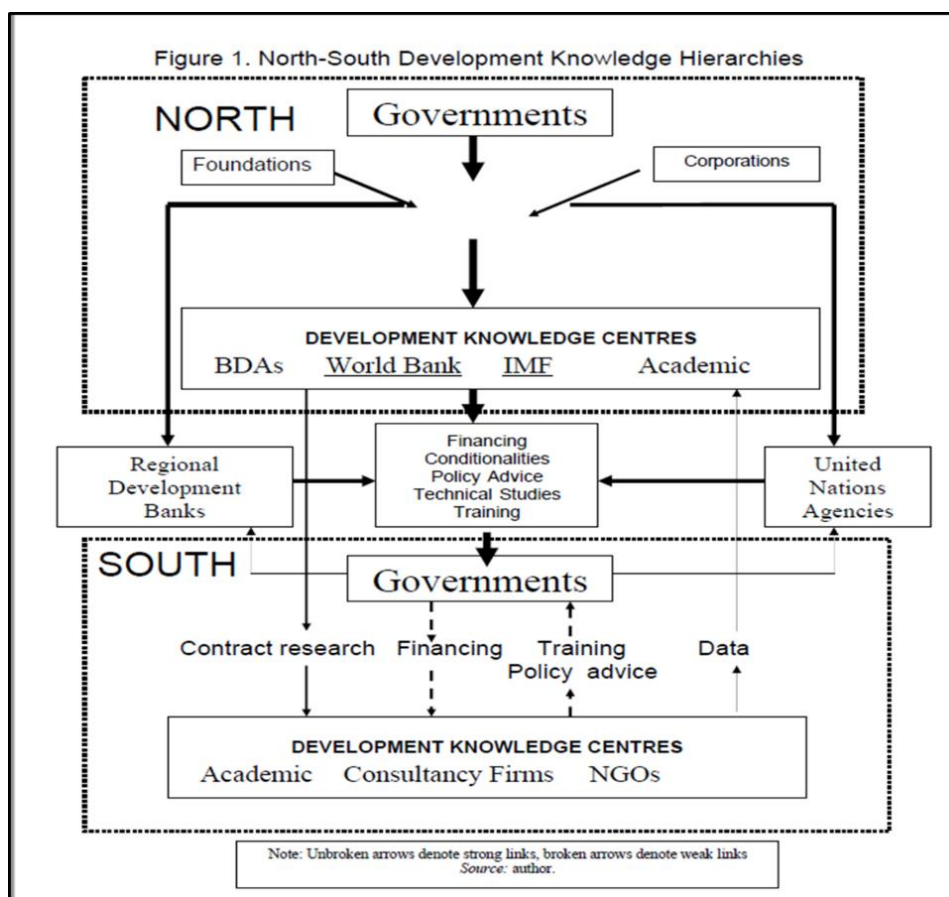 Figure 1. North-South Development Knowledge Hierarchies
NORTH
Governments
Foundations
Corporations
DEVELOPMENT KNOWLEDGE CENTRES
BDAs World Bank IMF Academic
Regional
Development
Banks
Financing
Conditionalities
Policy Advice
Technical Studies
Training
United
Nations
Agencies
SOUTH
Governments
Contract research Financing Training Data
Policy advice
DEVELOPMENT KNOWLEDGE CENTRES
Academic Consultancy Firms NGOs
Note: Unbroken arrows denote strong links, broken arrows denote weak links
Source: author.